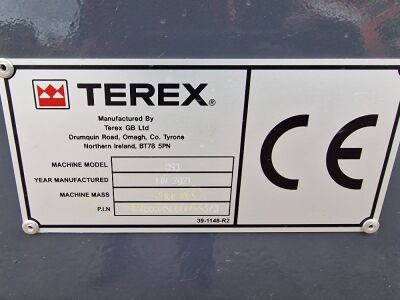 TEREX®
Manufactured By
Terex GB Ltd
Drumquin Road, Omagh, Co. Tyrone
Northern Ireland, BT78 5PN
MACHINE MODEL
YEAR MANUFACTURED 2021
MACHINE MASS
P.I.N
39-1148-R2
CE